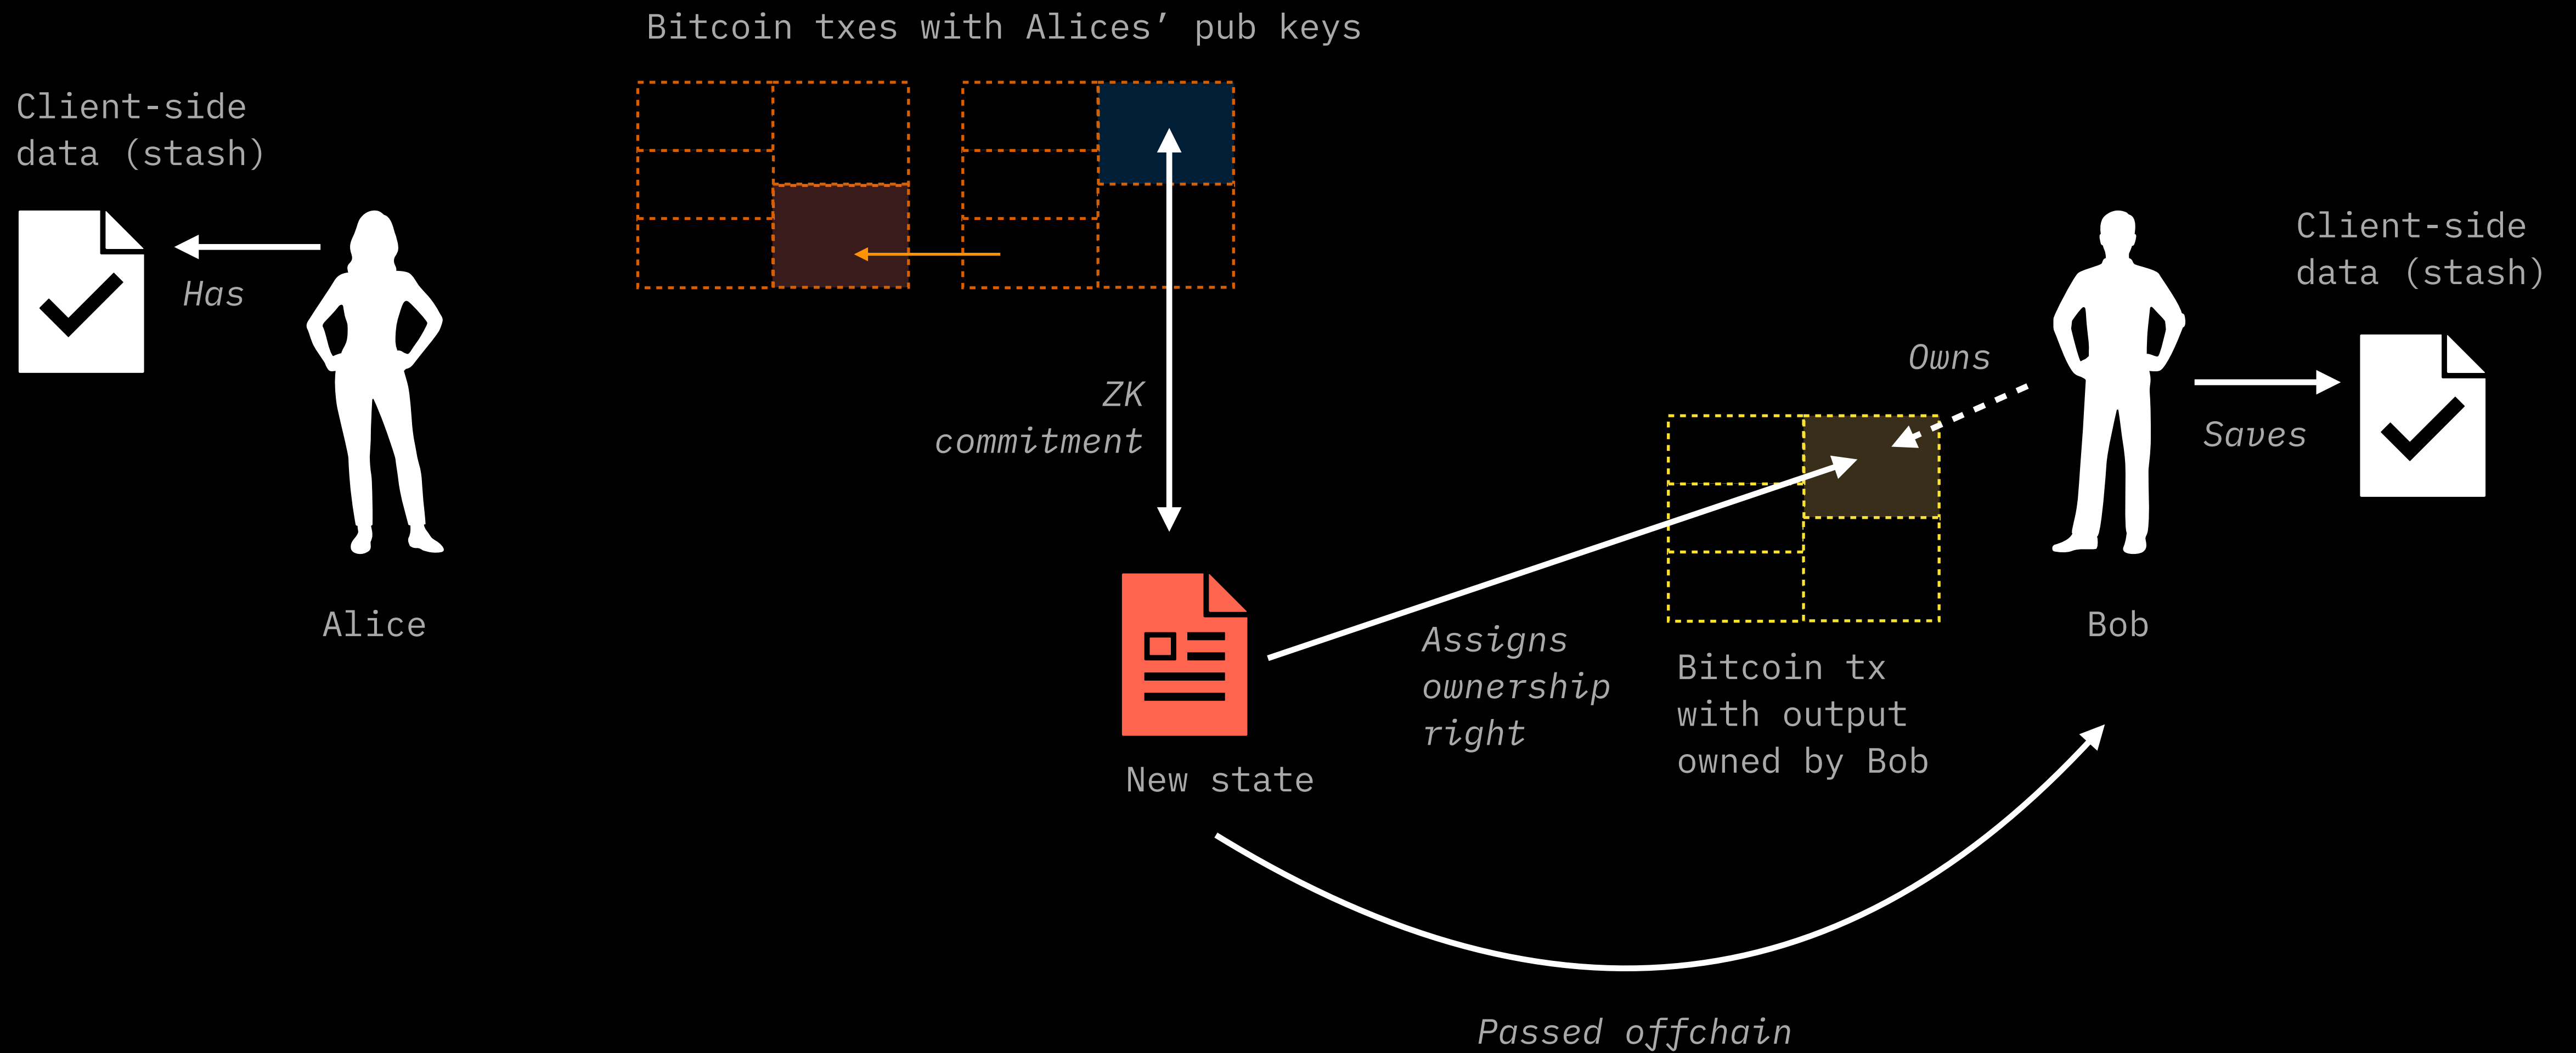 Bitcoin txes with Alices’ pub keys
Client-side
data (stash)
Has
Alice
ZK
commitment
New state
Assigns
ownership
right
Owns
Bitcoin tx
with output
owned by Bob
Bob
Client-side
data (stash)
Saves
Passed offchain